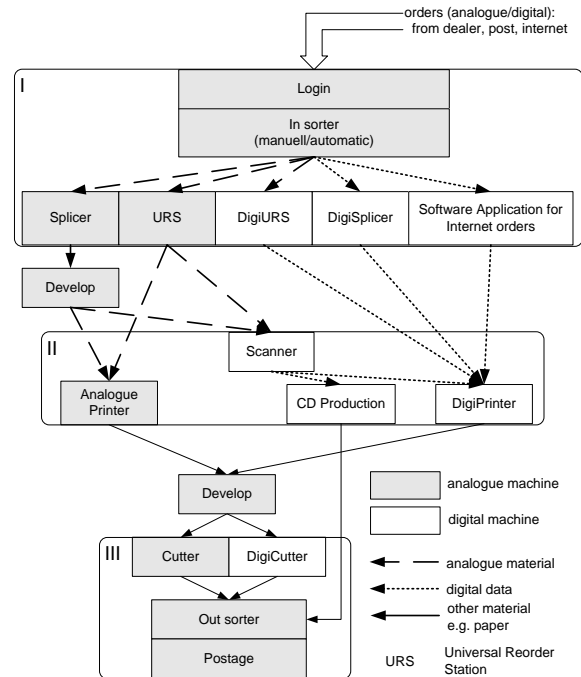 orders (analogue/digital):
from dealer, post, internet
I
Login
In sorter
(manuell/automatic)
Splicer
URS
DigiURS
DigiSplicer
Software Application for
Internet orders
Develop
II
Scanner
Analogue
Printer
CD Production
DigiPrinter
Develop
analogue machine
digital machine
III
Cutter
DigiCutter
analogue material
digital data
other material
e.g. paper
Out sorter
Postage
URS
Universal Reorder
Station